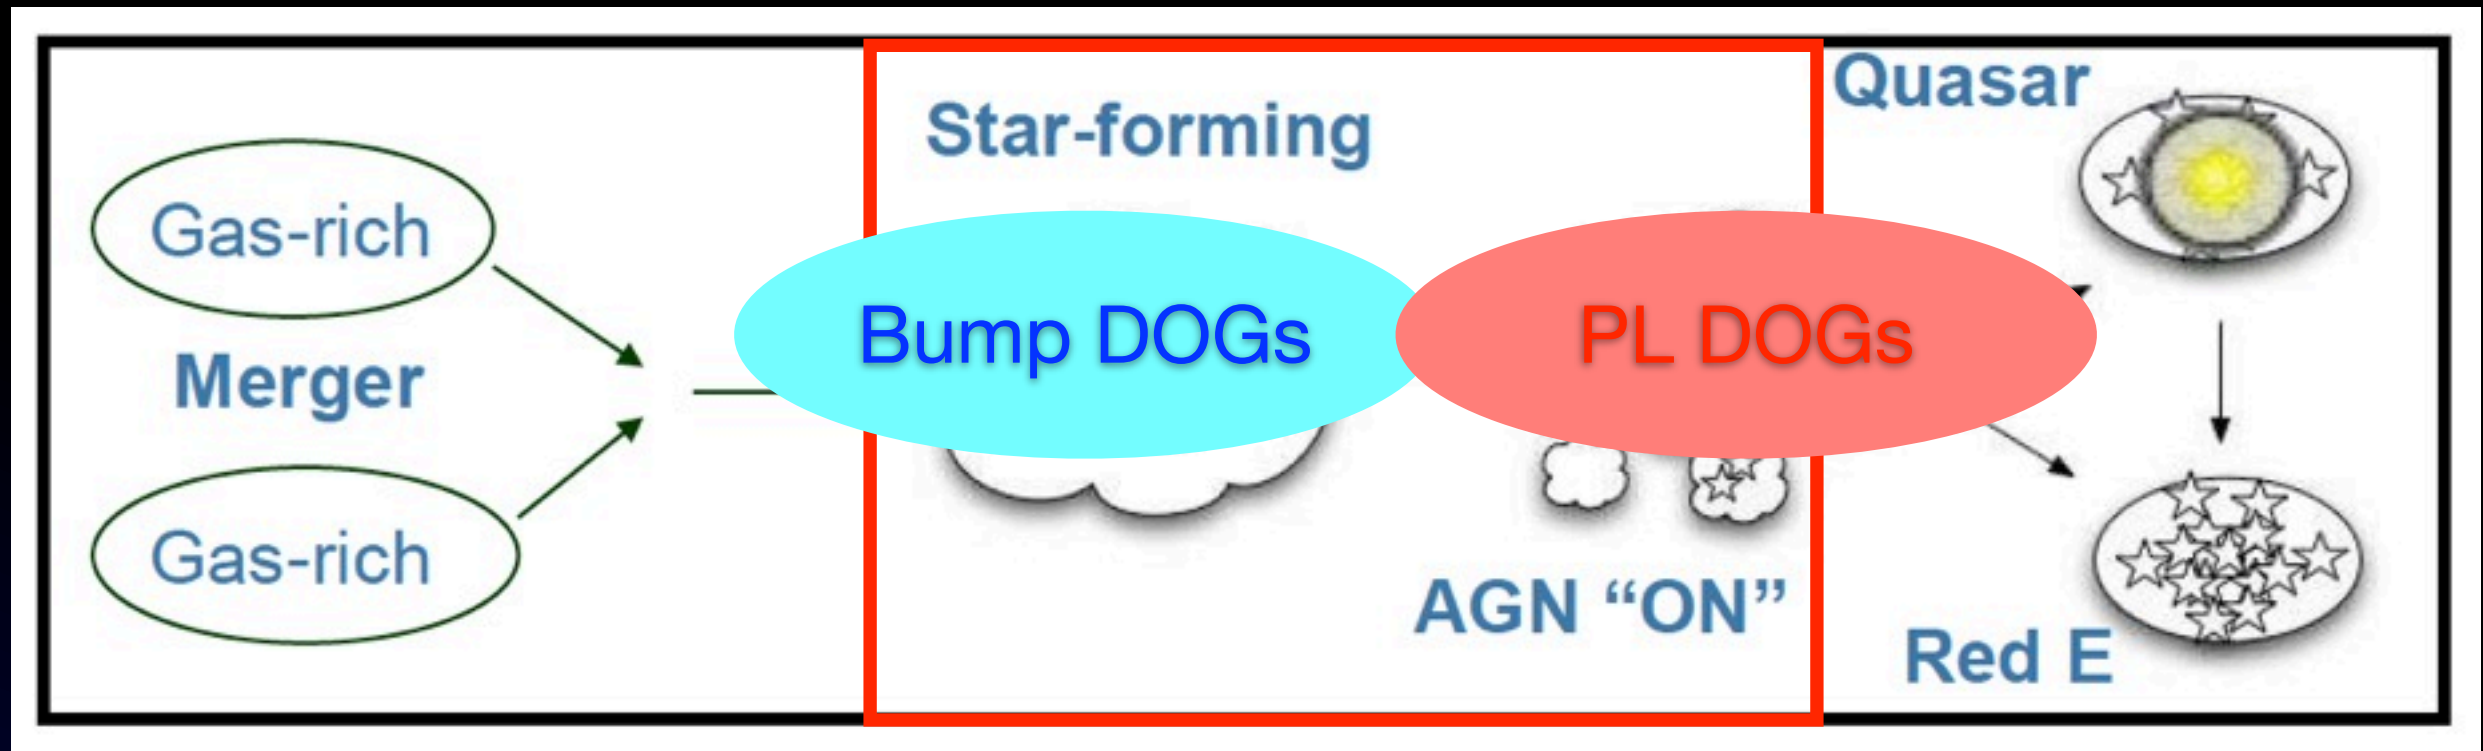 Gas-rich
Merger
Gas-rich
Star-forming
Bump DOGs
PL DOGs
AGN “ON”
Quasar
Red E